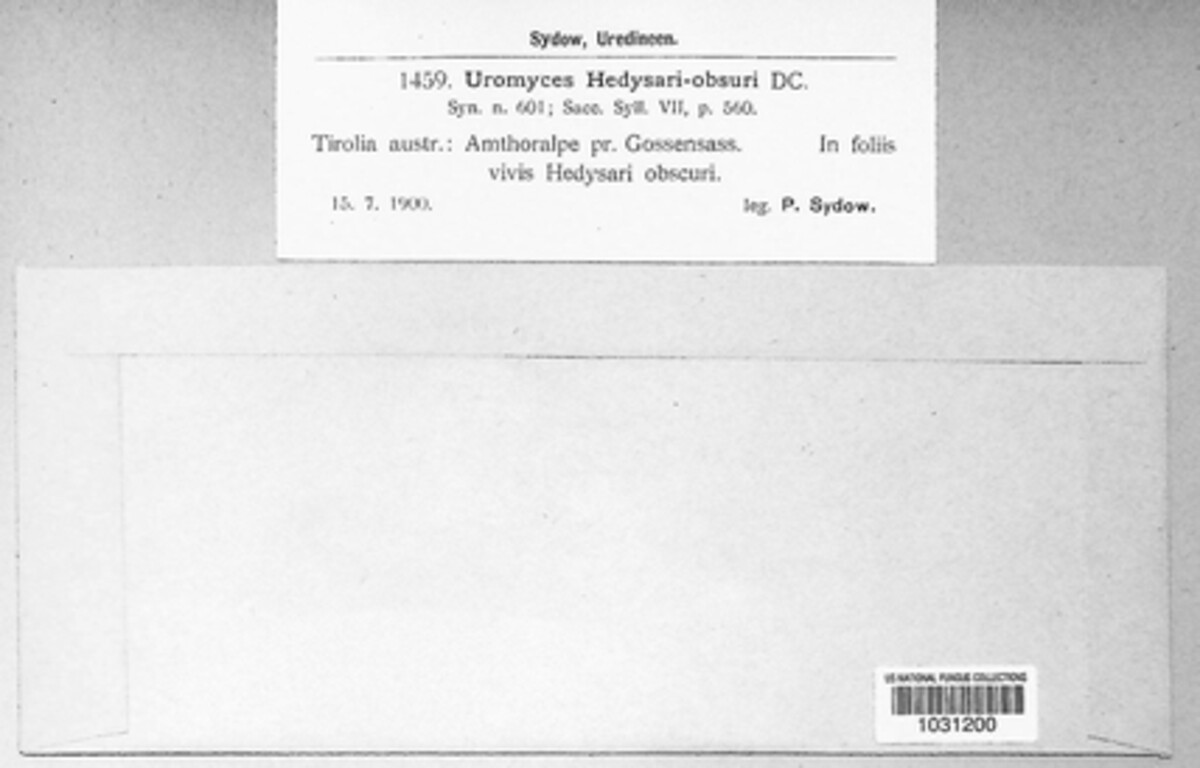 Sydow, Uredineen.
1459. Uromyces Hedysari-obsuri DC.
Syn. n. 601; Sacc. Syll. VII, p. 560.
Tirolia austr.: Amthoralpe pr. Gossensass. In foliis
vivis Hedysari obscuri.
15. 7. 1900. leg. P. Sydow.
US NATIONAL FUNGUS COLLECTIONS
1031200